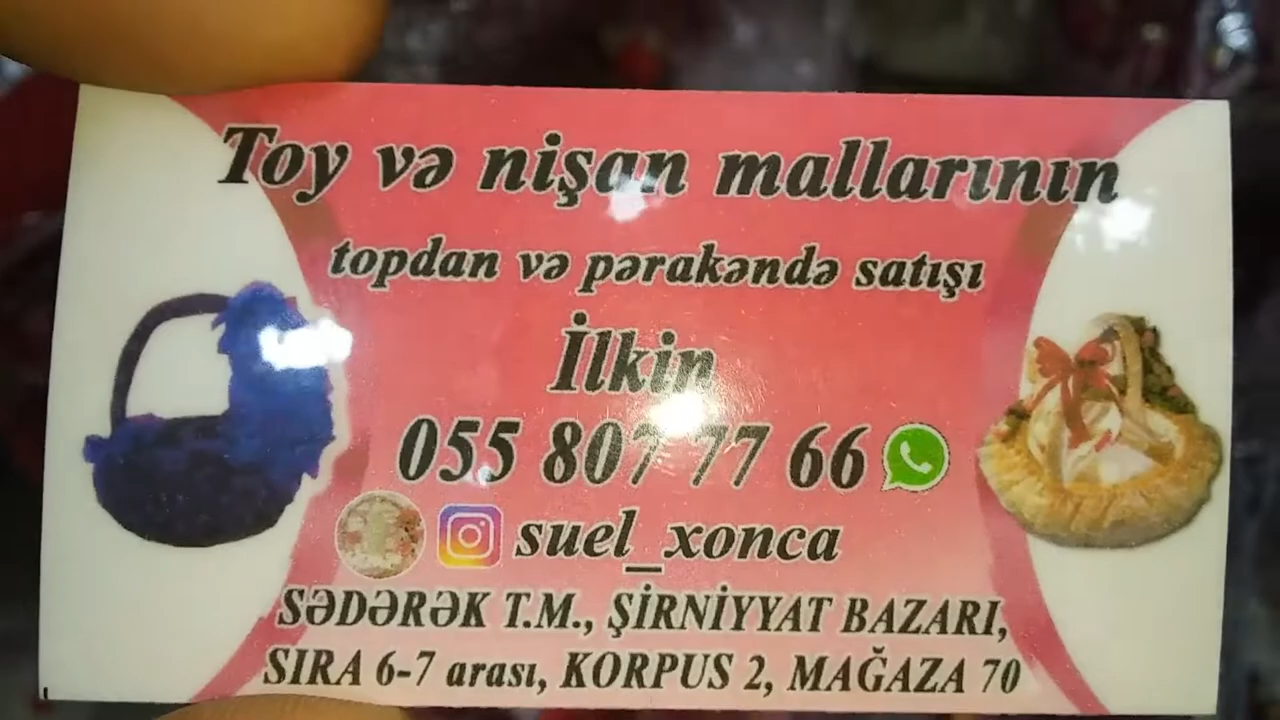 Toy və nişan mallarının
topdan və pərakəndə satışı
İlkin
055 807 77 66
suel_xonca
SƏDƏRƏK T.M., ŞİRNİYYAT BAZARI,
SIRA 6-7 arası, KORPUS 2, MAĞAZA 70